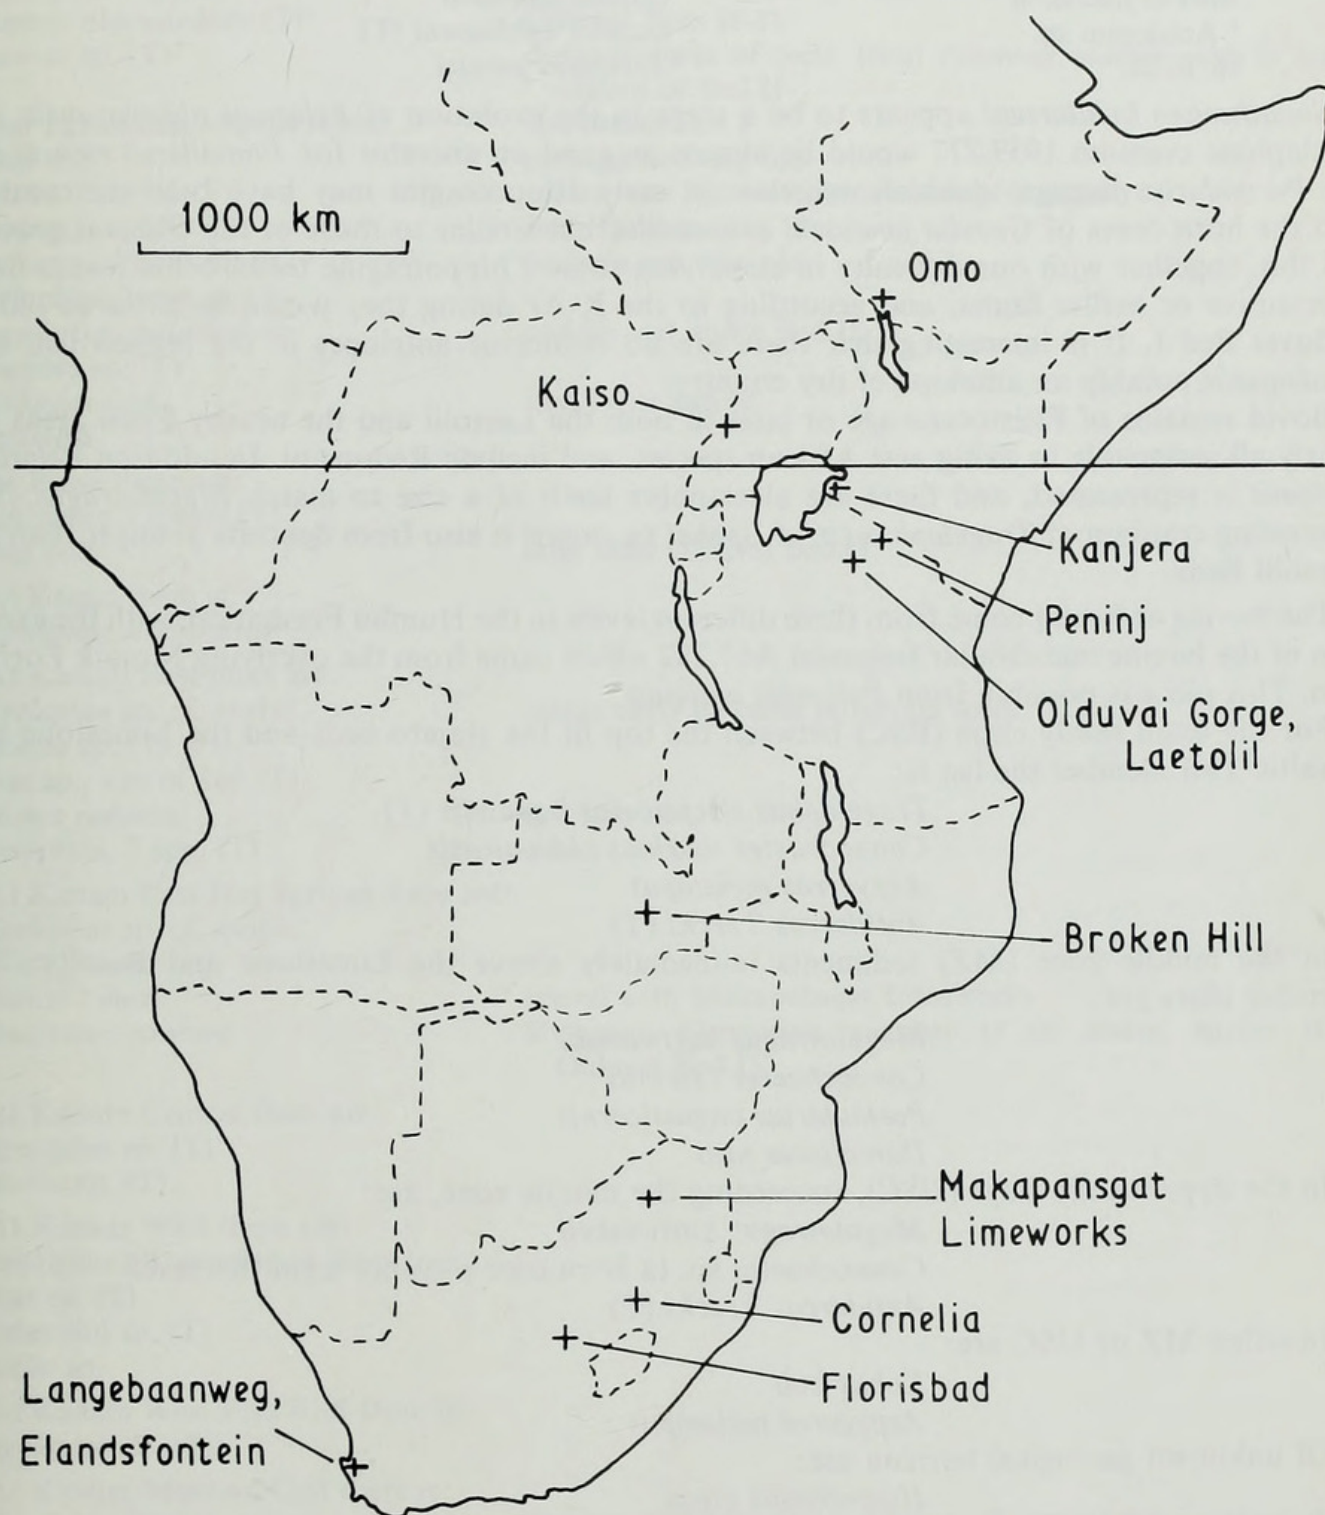 1000 km
Omo
Kaiso
Kanjera
Peninj
Olduvai Gorge,
Laetolil
Broken Hill
Makapansgat
Limeworks
Cornelia
Florisbad
Langebaanweg,
Elandsfontein